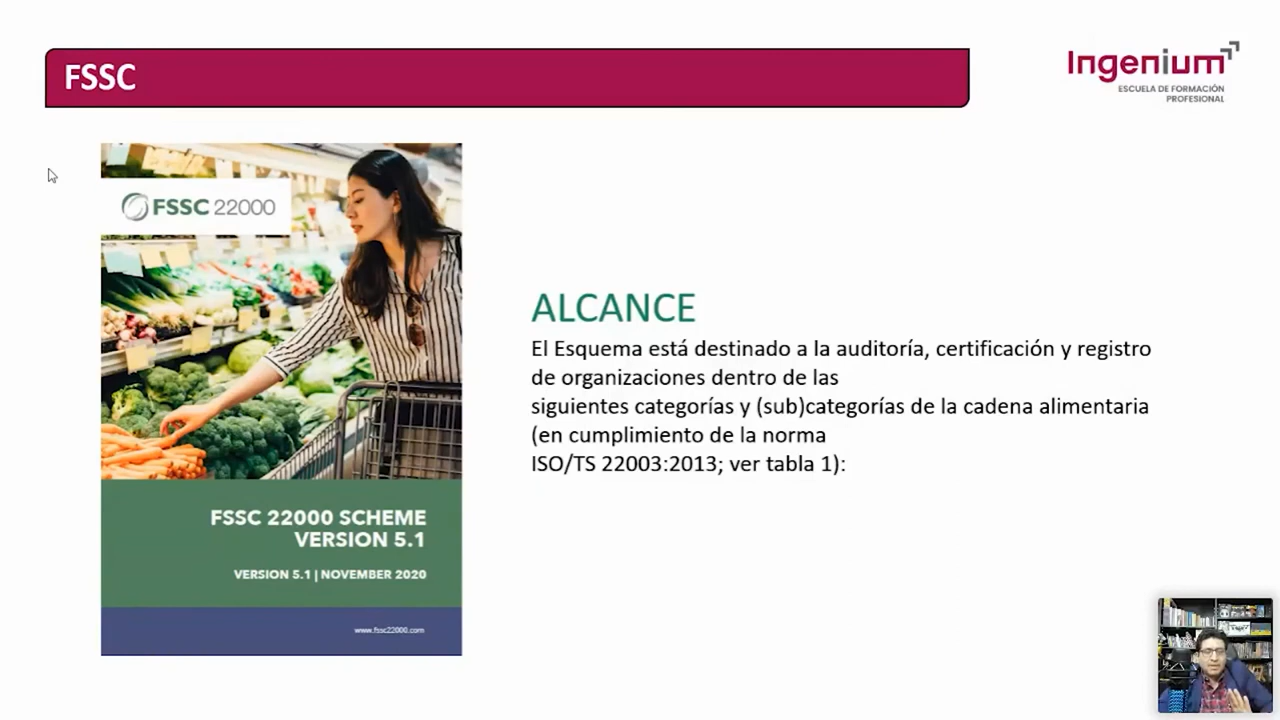 FSSC
Ingenium
ESCUELA DE FORMACIÓN
PROFESIONAL
FSSC 22000
ALCANCE
El Esquema está destinado a la auditoría, certificación y registro
de organizaciones dentro de las
siguientes categorías y (sub)categorías de la cadena alimentaria
(en cumplimiento de la norma
ISO/TS 22003:2013; ver tabla 1):
FSSC 22000 SCHEME
VERSION 5.1
VERSION 5.1 | NOVEMBER 2020
www.fssc22000.com